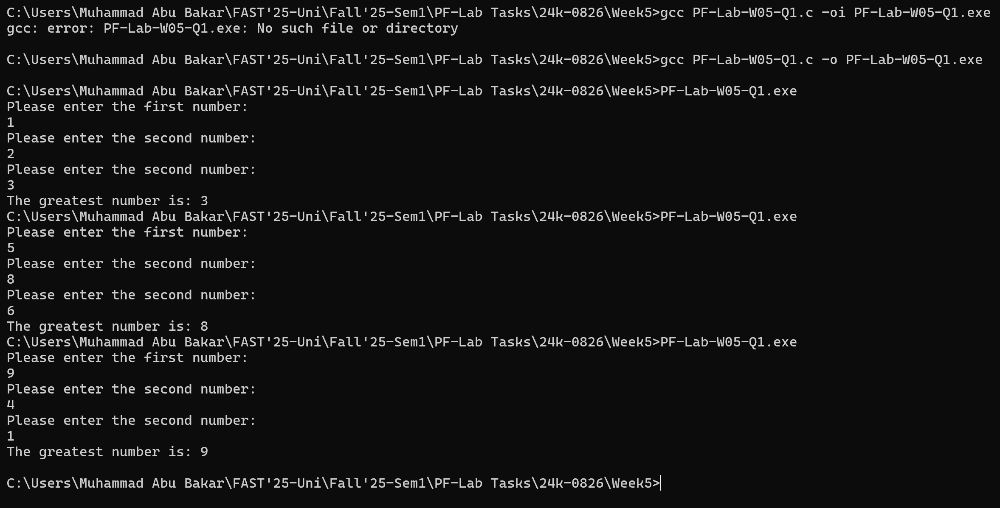 C:\Users\Muhammad Abu Bakar\FAST'25-Uni\Fall'25-Sem1\PF-Lab Tasks\24k-0826\Week5>gcc PF-Lab-W05-Q1.c -oi PF-Lab-W05-Q1.exe
gcc: error: PF-Lab-W05-Q1.exe: No such file or directory
C:\Users\Muhammad Abu Bakar\FAST'25-Uni\Fall'25-Sem1\PF-Lab Tasks\24k-0826\Week5>gcc PF-Lab-W05-Q1.c -o PF-Lab-W05-Q1.exe
C:\Users\Muhammad Abu Bakar\FAST'25-Uni\Fall'25-Sem1\PF-Lab Tasks\24k-0826\Week5>PF-Lab-W05-Q1.exe
Please enter the first number:
1
Please enter the second number:
2
Please enter the second number:
3
The greatest number is: 3
C:\Users\Muhammad Abu Bakar\FAST'25-Uni\Fall'25-Sem1\PF-Lab Tasks\24k-0826\Week5>PF-Lab-W05-Q1.exe
Please enter the first number:
5
Please enter the second number:
8
Please enter the second number:
6
The greatest number is: 8
C:\Users\Muhammad Abu Bakar\FAST'25-Uni\Fall'25-Sem1\PF-Lab Tasks\24k-0826\Week5>PF-Lab-W05-Q1.exe
Please enter the first number:
9
Please enter the second number:
4
Please enter the second number:
1
The greatest number is: 9
C:\Users\Muhammad Abu Bakar\FAST'25-Uni\Fall'25-Sem1\PF-Lab Tasks\24k-0826\Week5>